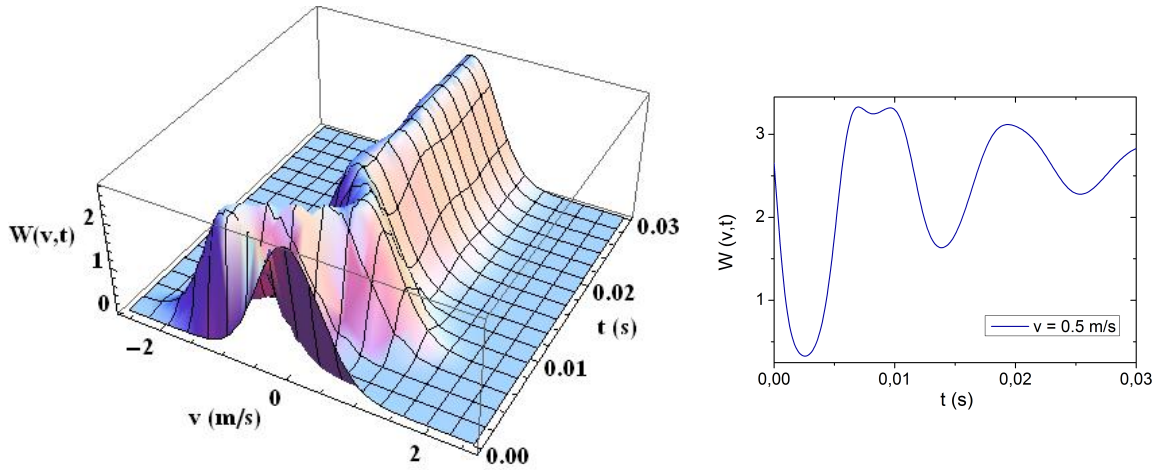 W(v,t)
2
1
0
−2
0
2
v (m/s)
0.00
0.01
0.02
0.03
t (s)
W (v,t)
3
2
1
v = 0.5 m/s
0,00
0,01
0,02
0,03
t (s)